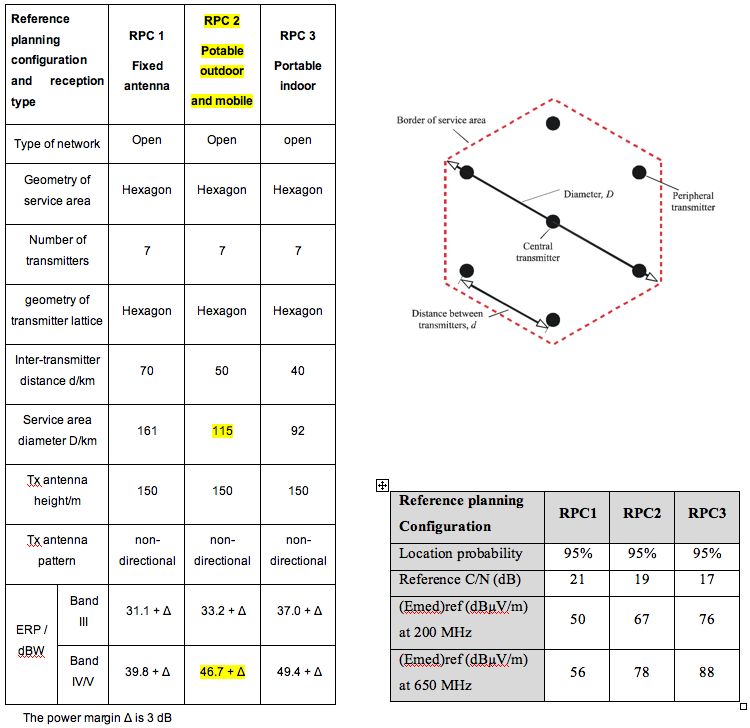 Reference planning configuration and reception type
RPC 1
Fixed antenna
RPC 2
Potable outdoor
and mobile
RPC 3
Portable indoor
Type of network Open Open open
Geometry of service area Hexagon Hexagon Hexagon
Number of transmitters 7 7 7
geometry of transmitter lattice Hexagon Hexagon Hexagon
Inter-transmitter distance d/km 70 50 40
Service area diameter D/km 161 115 92
Tx antenna height/m 150 150 150
Tx antenna pattern non-directional non-directional non-directional
ERP / dBW
Band III 31.1 + Δ 33.2 + Δ 37.0 + Δ
Band IV/V 39.8 + Δ 46.7 + Δ 49.4 + Δ
The power margin Δ is 3 dB
Border of service area
Diameter, D
Peripheral
transmitter
Central
transmitter
Distance between
transmitters, d
Reference planning Configuration RPC1 RPC2 RPC3
Location probability 95% 95% 95%
Reference C/N (dB) 21 19 17
(Emed)ref (dBµV/m) at 200 MHz 50 67 76
(Emed)ref (dBµV/m) at 650 MHz 56 78 88